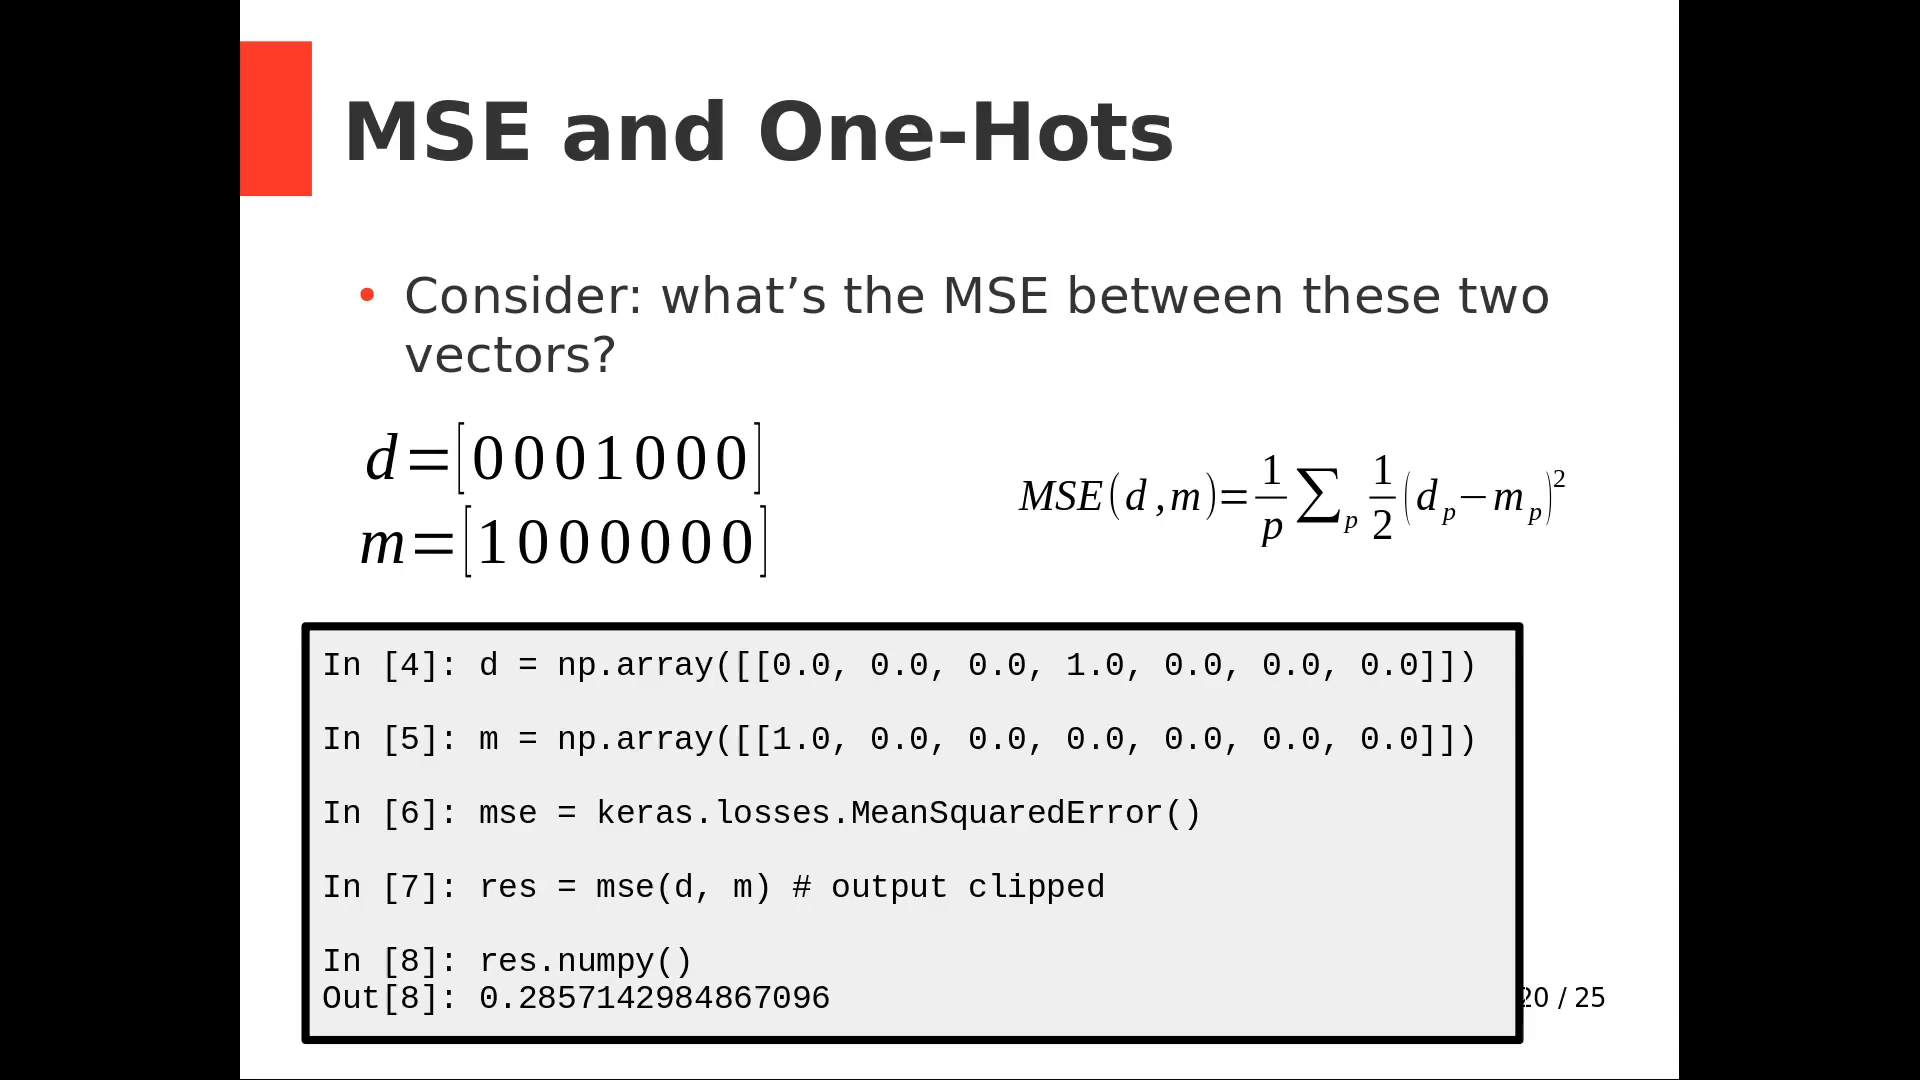 MSE and One-Hots
• Consider: what’s the MSE between these two
vectors?
d=[0001000]
m=[1000000]
MSE(d,m)=1/p ∑p 1/2 (dp−mp)²
In [4]: d = np.array([[0.0, 0.0, 0.0, 1.0, 0.0, 0.0, 0.0]])
In [5]: m = np.array([[1.0, 0.0, 0.0, 0.0, 0.0, 0.0, 0.0]])
In [6]: mse = keras.losses.MeanSquaredError()
In [7]: res = mse(d, m) # output clipped
In [8]: res.numpy()
Out[8]: 0.2857142984867096
20 / 25